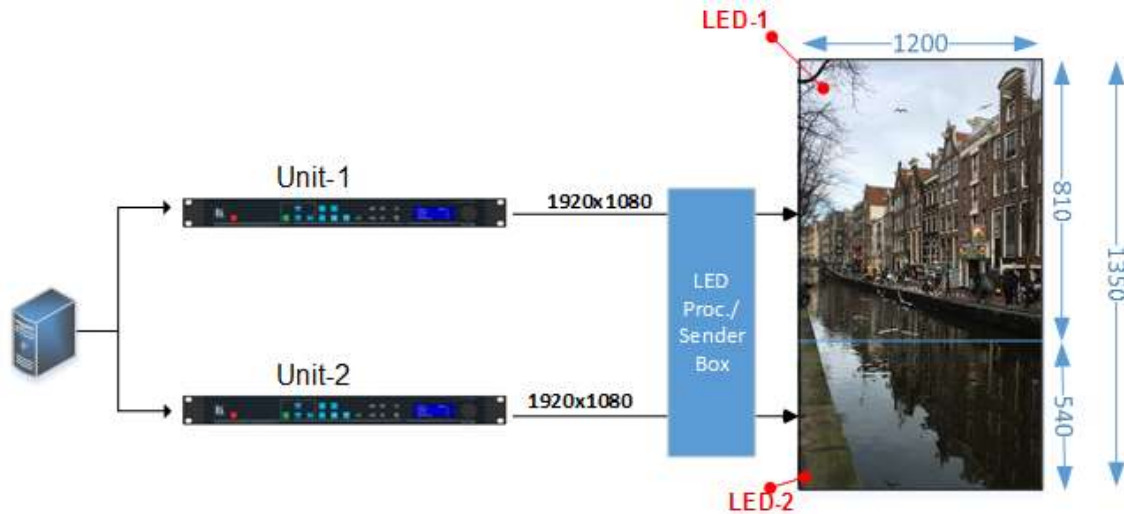 LED-1
1200
Unit-1
1920x1080
810
1350
LED
Proc./
Sender
Box
Unit-2
1920x1080
540
LED-2